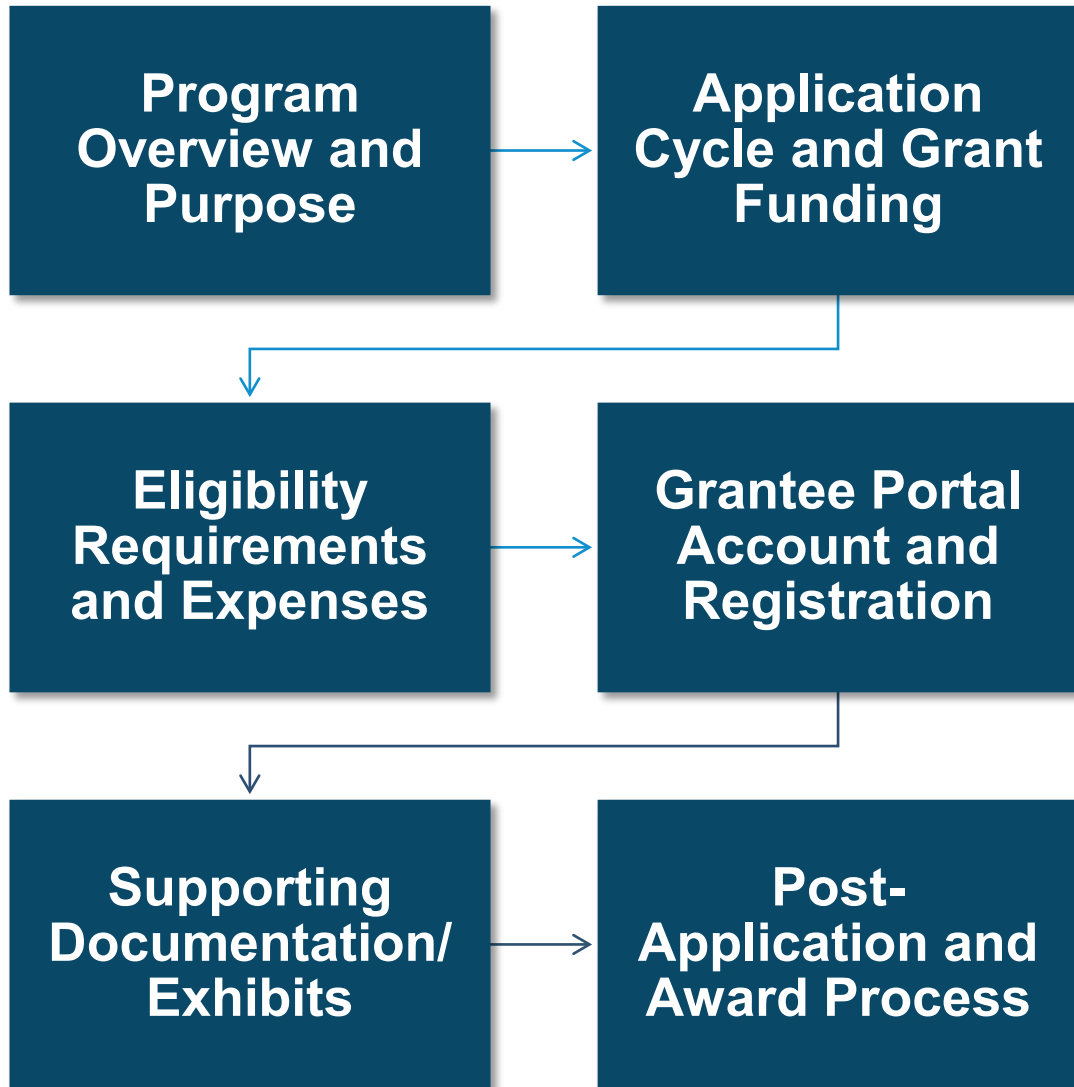 Program
Overview and
Purpose
Application
Cycle and Grant
Funding
Eligibility
Requirements
and Expenses
Grantee Portal
Account and
Registration
Supporting
Documentation/
Exhibits
Post-
Application and
Award Process